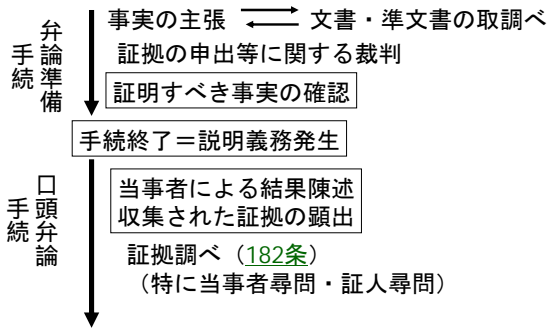 弁論準備
手続
事実の主張 文書・準文書の取調べ
証拠の申出等に関する裁判
証明すべき事実の確認
手続終了＝説明義務発生
口頭弁論
手続
当事者による結果陳述
収集された証拠の顕出
証拠調べ（182条）
（特に当事者尋問・証人尋問）